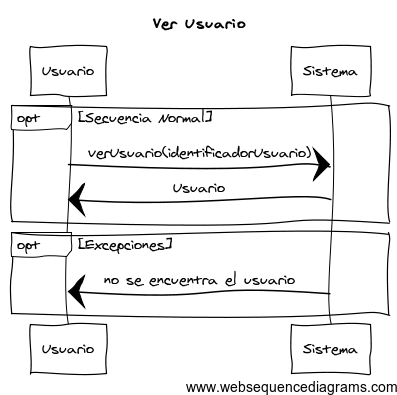 Ver Usuario
Usuario Sistema
opt [Secuencia Normal]
verUsuario(identificadorUsuario)
Usuario
opt [Excepciones]
no se encuentra el usuario
Usuario Sistema
www.websequencediagrams.com